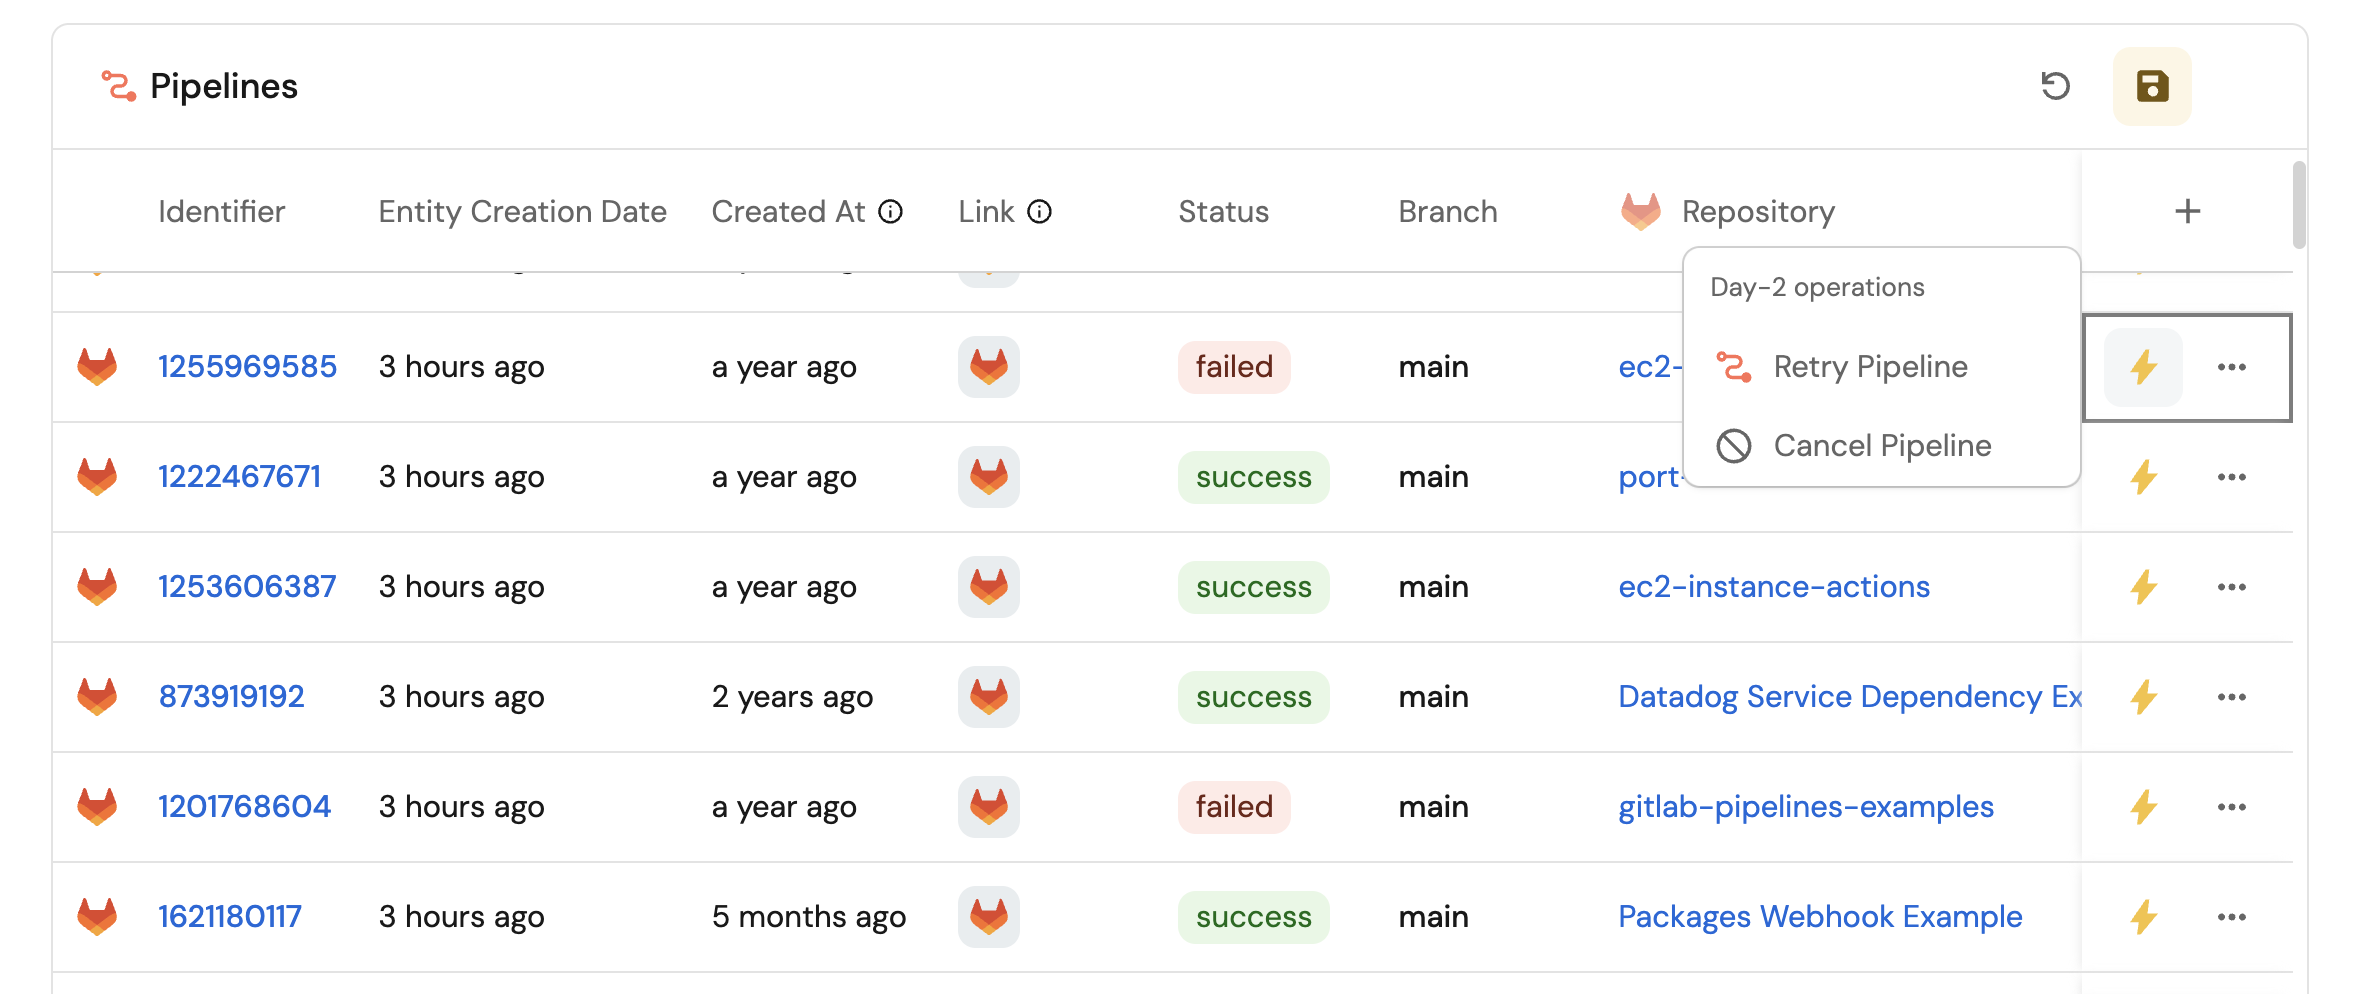 Pipelines
Identifier Entity Creation Date Created At Link Status Branch Repository
Day-2 operations
1255969585 3 hours ago a year ago failed main ec2- Retry Pipeline
Cancel Pipeline
1222467671 3 hours ago a year ago success main port-
1253606387 3 hours ago a year ago success main ec2-instance-actions
873919192 3 hours ago 2 years ago success main Datadog Service Dependency Ex
1201768604 3 hours ago a year ago failed main gitlab-pipelines-examples
1621180117 3 hours ago 5 months ago success main Packages Webhook Example